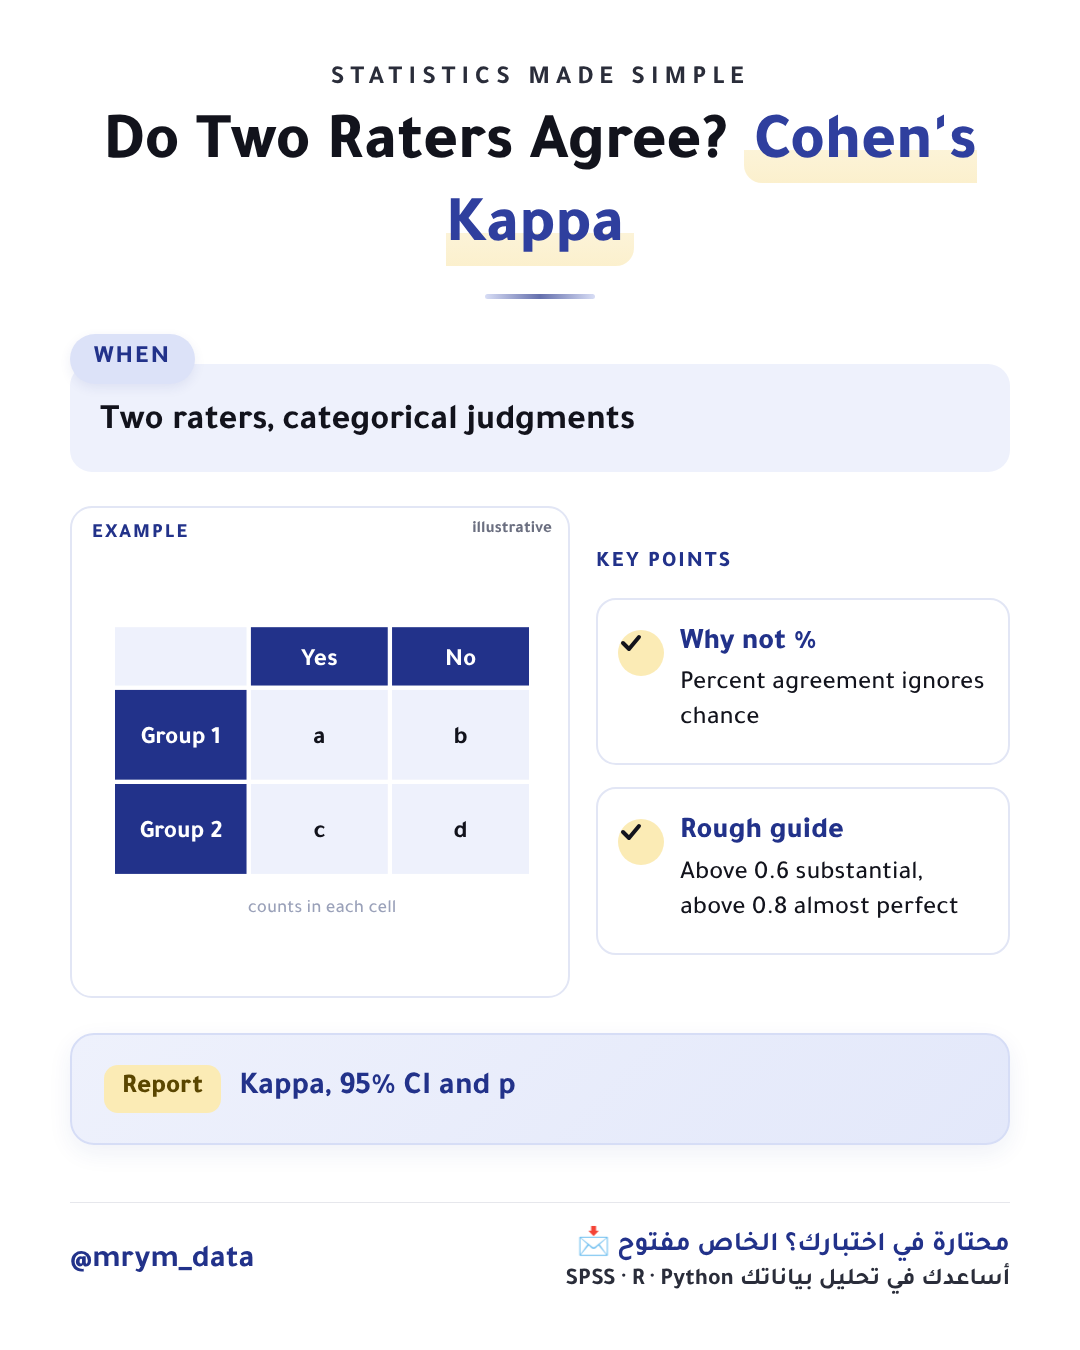 STATISTICS MADE SIMPLE
Do Two Raters Agree? Cohen's
Kappa
WHEN
Two raters, categorical judgments
EXAMPLE
illustrative
Yes No
Group 1 a b
Group 2 c d
counts in each cell
KEY POINTS
Why not %
Percent agreement ignores
chance
Rough guide
Above 0.6 substantial,
above 0.8 almost perfect
Report Kappa, 95% CI and p
@mrym_data
محتارة في اختبارك؟ الخاص مفتوح 📩
أساعدك في تحليل بياناتك SPSS · R · Python